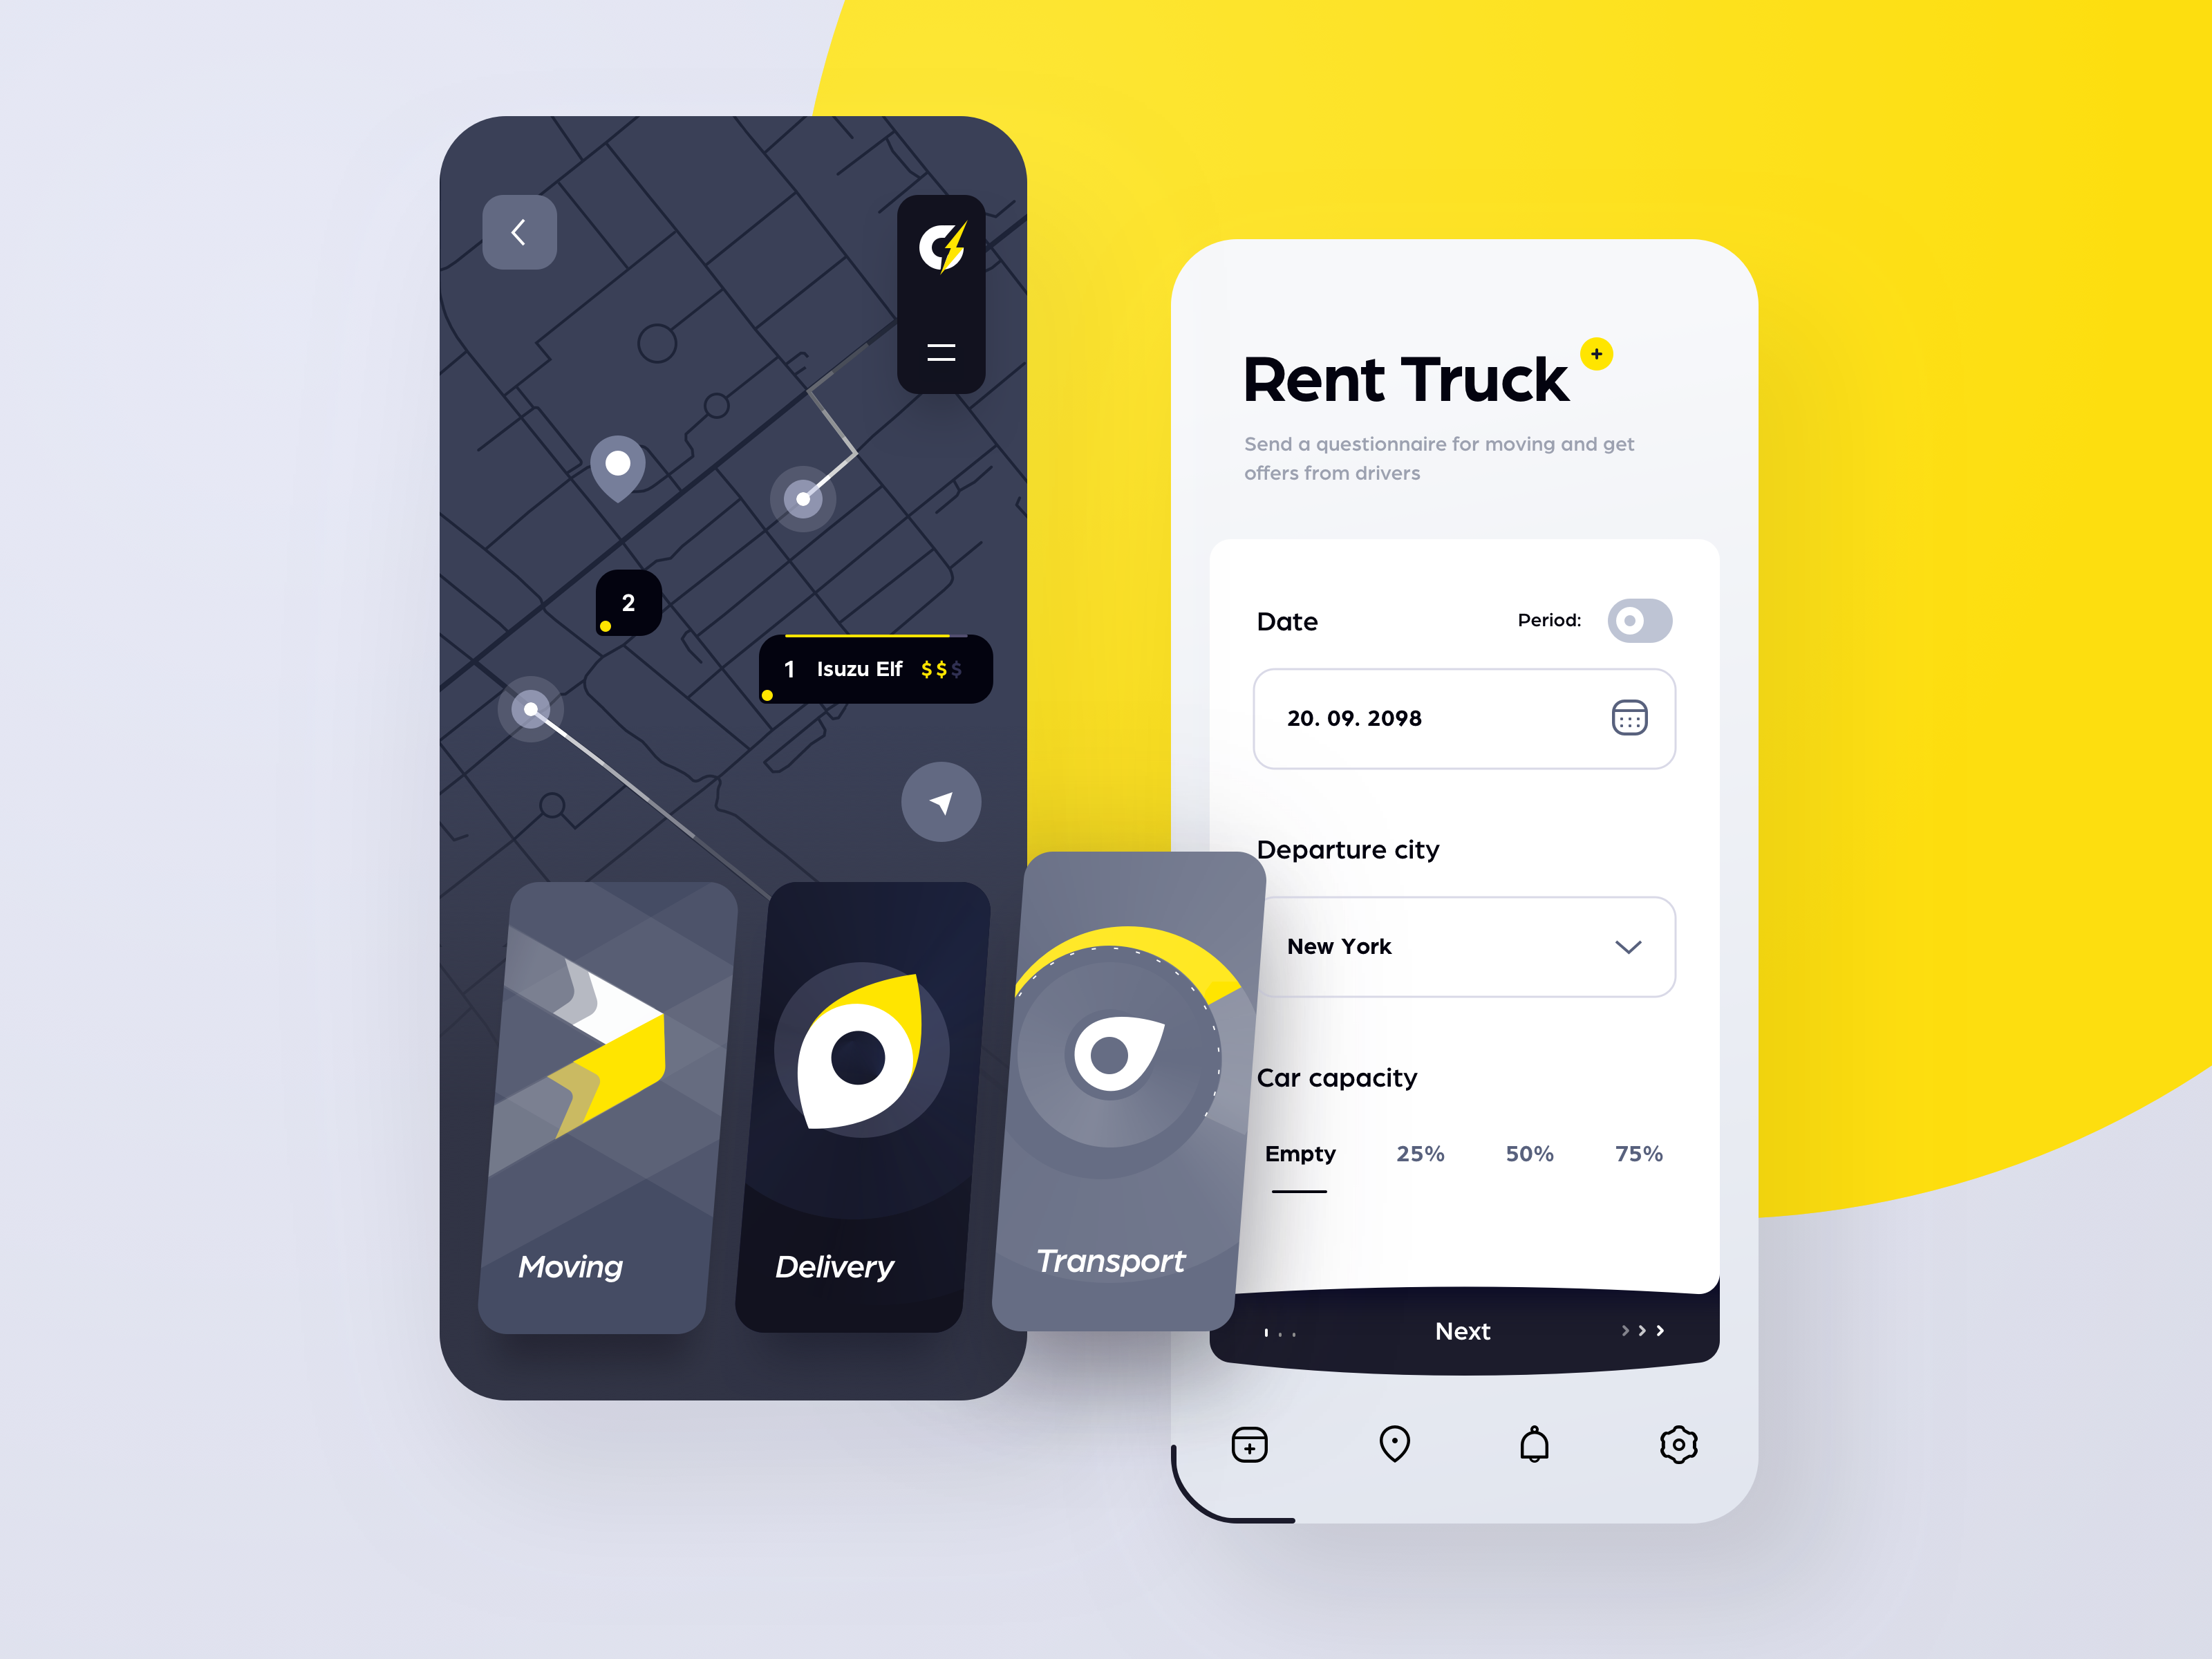 2
1 Isuzu Elf $$$
Moving
Delivery
Transport
Rent Truck +
Send a questionnaire for moving and get
offers from drivers
Date
Period:
20. 09. 2098
Departure city
New York
Car capacity
Empty 25% 50% 75%
Next